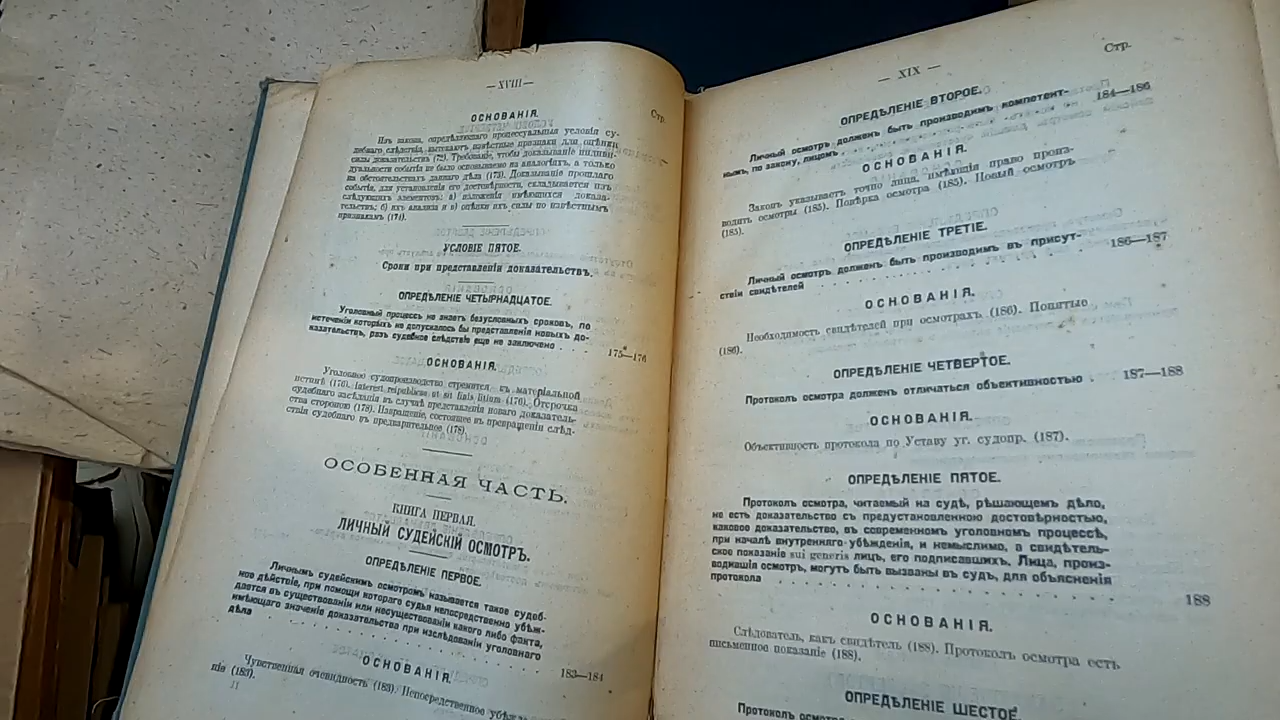 —XVIII—
Стр.
ОСНОВАНІЯ.
Изъ закона, опредѣляющаго процессуальныя условія су-
дебнаго слѣдствія, вытекаютъ извѣстные признаки для оцѣнки
силы доказательства (72). Требованіе, чтобы доказываніе индиви-
дуальности событія не было основываемо на аналогіяхъ, а только
на обстоятельствахъ даннаго дѣла (173). Доказываніе прошлаго
событія, для установленія его достовѣрности, складывается изъ
слѣдующихъ элементовъ: а) изложенія имѣющихся доказа-
тельствъ; б) ихъ анализа и в) оцѣнки ихъ силы по извѣстнымъ
признакамъ (174).
УСЛОВІЕ ПЯТОЕ.
Сроки при представленіи доказательствъ.
ОПРЕДѢЛЕНІЕ ЧЕТЫРНАДЦАТОЕ.
Уголовный процессъ не знаетъ безусловныхъ сроковъ, по
истеченіи которыхъ не допускалось бы представленія новыхъ до-
казательствъ, разъ судебное слѣдствіе еще не заключено . . . 175—176
ОСНОВАНІЯ.
Уголовное судопроизводство стремится къ матеріальной
истинѣ (176). Interest reipublicae ut sit finis litium (176). Отсрочка
судебнаго засѣданія въ случаѣ представленія новаго доказатель-
ства стороною (178). Извращеніе, состоящее въ превращеніи слѣд-
ствія судебнаго въ предварительное (178).
ОСОБЕННАЯ ЧАСТЬ.
КНИГА ПЕРВАЯ.
ЛИЧНЫЙ СУДЕЙСКІЙ ОСМОТРЪ.
ОПРЕДѢЛЕНІЕ ПЕРВОЕ.
Личнымъ судейскимъ осмотромъ называется такое судеб-
ное дѣйствіе, при помощи котораго судья непосредственно убѣж-
дается въ существованіи или несуществованіи какого либо факта,
имѣющаго значеніе доказательства при изслѣдованіи уголовнаго
дѣла . . . . . . . . . . . . . . . . 183—184
ОСНОВАНІЯ.
Чувственная очевидность (183). Непосредственное
нія (183).
II
— XIX —
Стр.
ОПРЕДѢЛЕНІЕ ВТОРОЕ.
Личный осмотръ долженъ быть производимъ компетент-
нымъ, по закону, лицомъ . . . . . . . . . . . 184—186
ОСНОВАНІЯ.
Законъ указываетъ точно лица, имѣющія право произ-
водить осмотры (185). Повѣрка осмотра (185). Новый осмотръ
(185).
ОПРЕДѢЛЕНІЕ ТРЕТІЕ.
Личный осмотръ долженъ быть производимъ въ присут-
ствіи свидѣтелей . . . . . . . . . . . . 186—187
ОСНОВАНІЯ.
Необходимость свидѣтелей при осмотрахъ (186). Понятые
(186).
ОПРЕДѢЛЕНІЕ ЧЕТВЕРТОЕ.
Протоколъ осмотра долженъ отличаться объективностью . 187—188
ОСНОВАНІЯ.
Объективность протокола по Уставу уг. судопр. (187).
ОПРЕДѢЛЕНІЕ ПЯТОЕ.
Протоколъ осмотра, читаемый на судѣ, рѣшающемъ дѣло,
не есть доказательство съ предустановленною достовѣрностью,
каковое доказательство, въ современномъ уголовномъ процессѣ,
при началѣ внутренняго убѣжденія, и немыслимо, а свидѣтель-
ское показаніе sui generis лицъ, его подписавшихъ. Лица, произ-
водившія осмотръ, могутъ быть вызваны въ судъ, для объясненія
протокола . . . . . . . . . . . . . . . . 188
ОСНОВАНІЯ.
Слѣдователь, какъ свидѣтель (188). Протоколъ осмотра есть
письменное показаніе (188).
ОПРЕДѢЛЕНІЕ ШЕСТОЕ.
Протоколъ